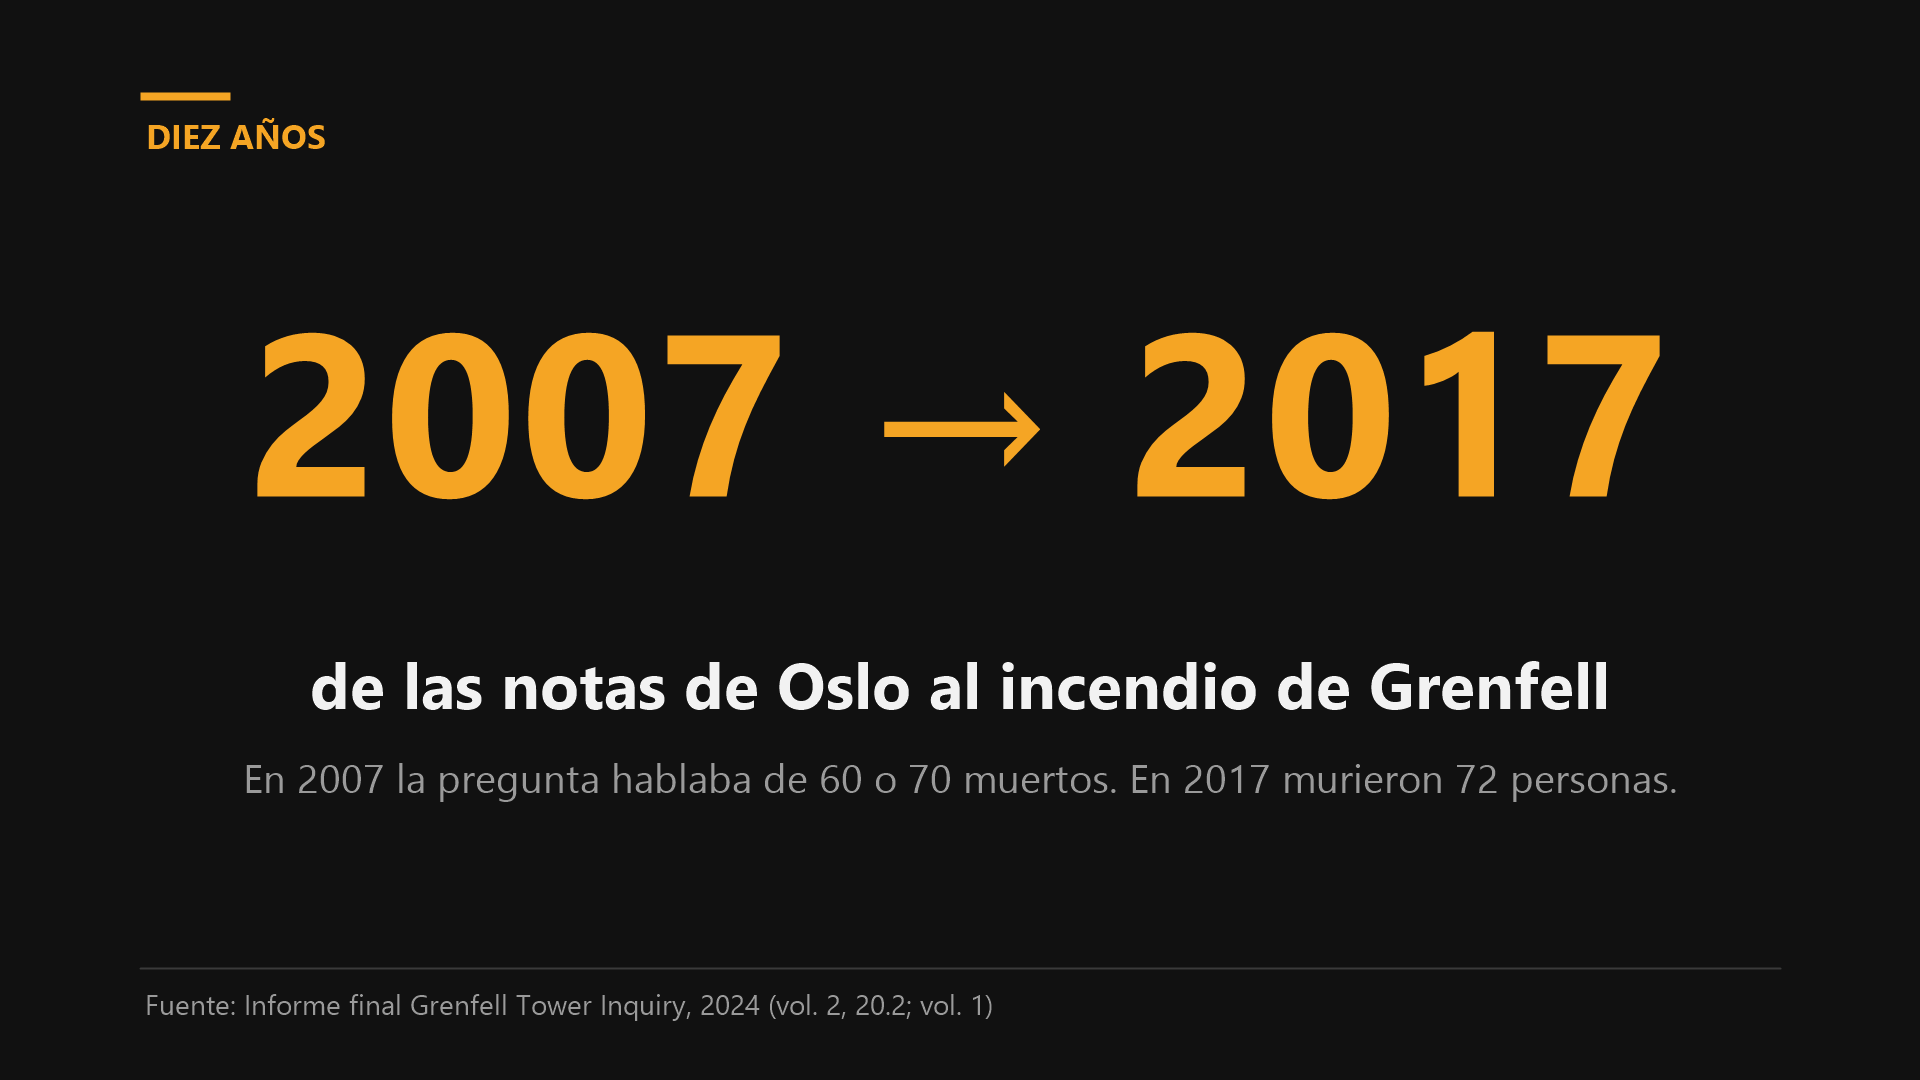 DIEZ AÑOS
2007 → 2017
de las notas de Oslo al incendio de Grenfell
En 2007 la pregunta hablaba de 60 o 70 muertos. En 2017 murieron 72 personas.
Fuente: Informe final Grenfell Tower Inquiry, 2024 (vol. 2, 20.2; vol. 1)